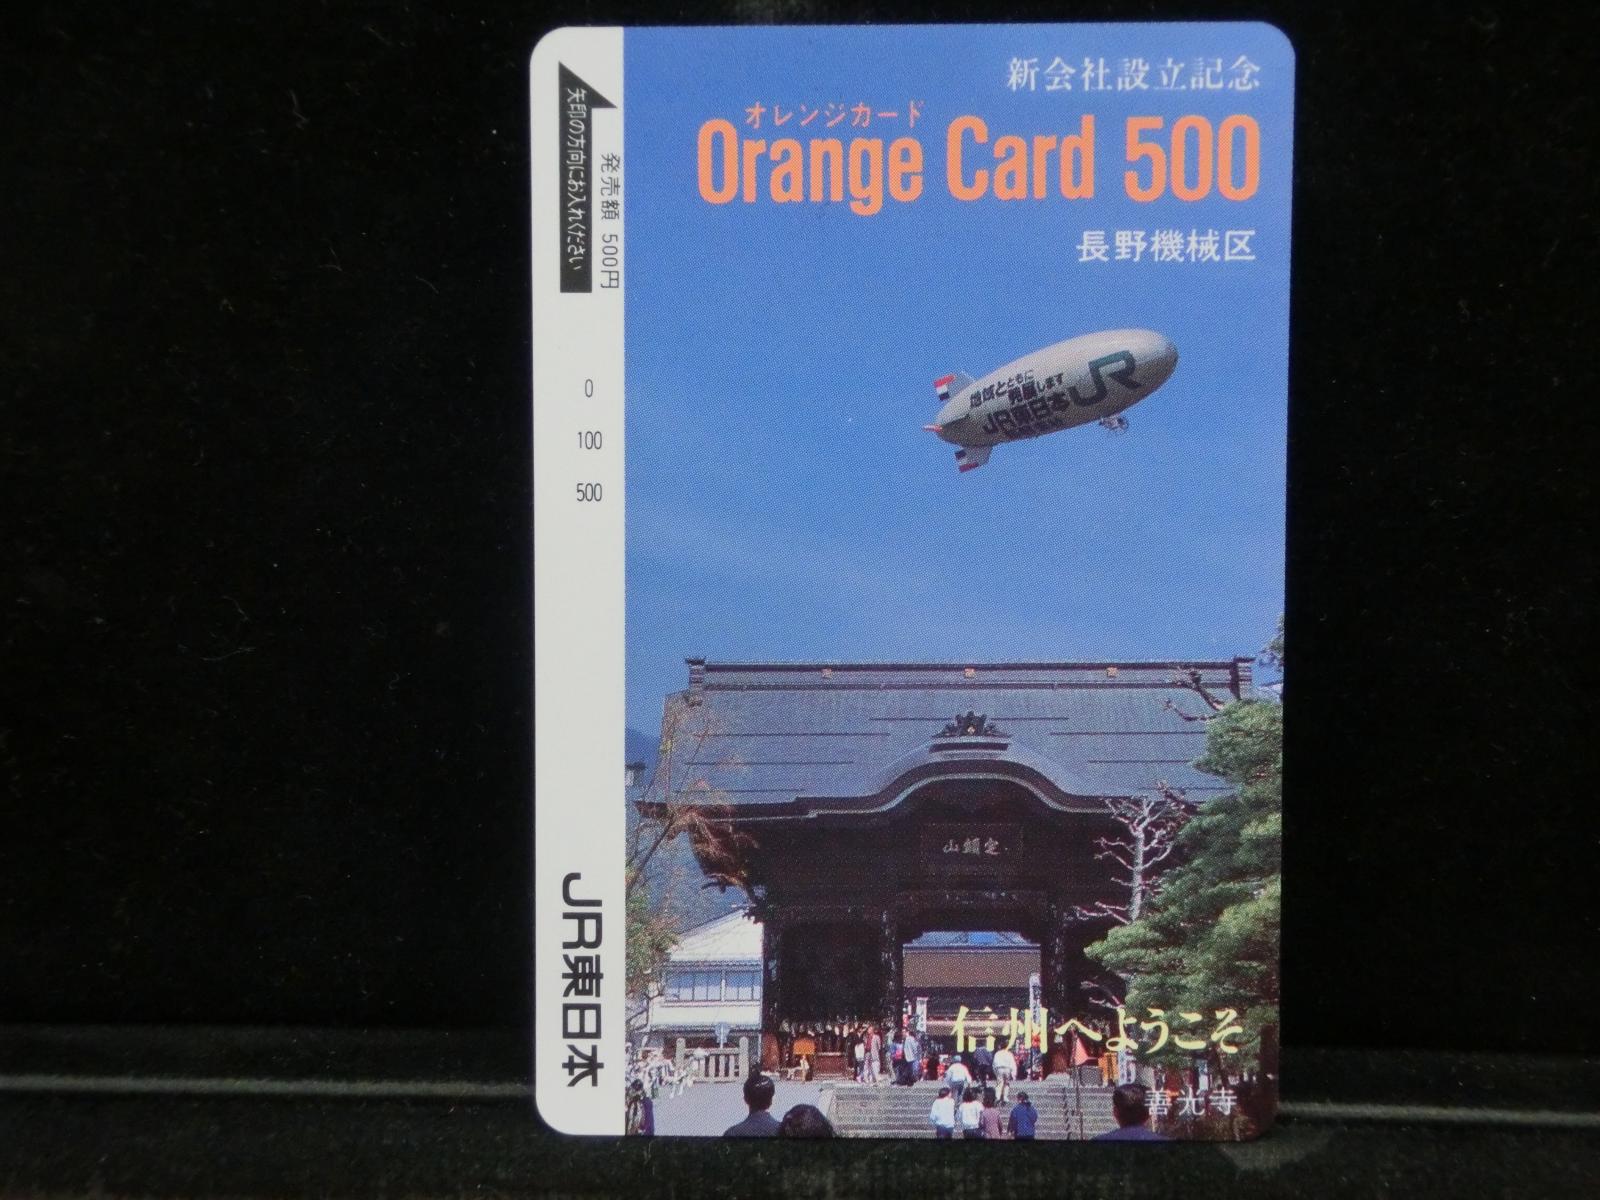 新会社設立記念
オレンジカード
Orange Card 500
長野機械区
矢印の方向にお入れください
発売額 500円
0
100
500
地域とともに
発展します
JR東日本
JR
定額山
信州へようこそ
善光寺
JR東日本